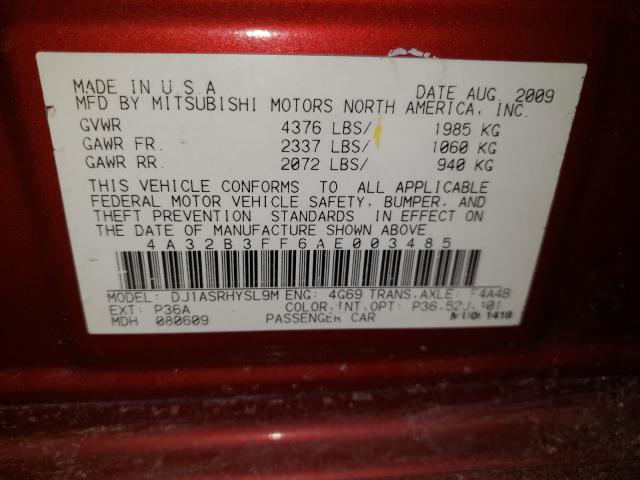 MADE IN U.S.A DATE AUG. 2009
MFD BY MITSUBISHI MOTORS NORTH AMERICA, INC.
GVWR 4376 LBS/ 1985 KG
GAWR FR. 2337 LBS/ 1060 KG
GAWR RR. 2072 LBS/ 940 KG
THIS VEHICLE CONFORMS TO ALL APPLICABLE
FEDERAL MOTOR VEHICLE SAFETY, BUMPER, AND
THEFT PREVENTION STANDARDS IN EFFECT ON
THE DATE OF MANUFACTURE SHOWN ABOVE.
4A32B3FF6AE003485
MODEL: DJ1ASRHYSL9M ENG: 4G69 TRANS.AXLE: F4A4B
EXT: P36A COLOR.INT.OPT:
MDH 080609 PASSENGER CAR 1418